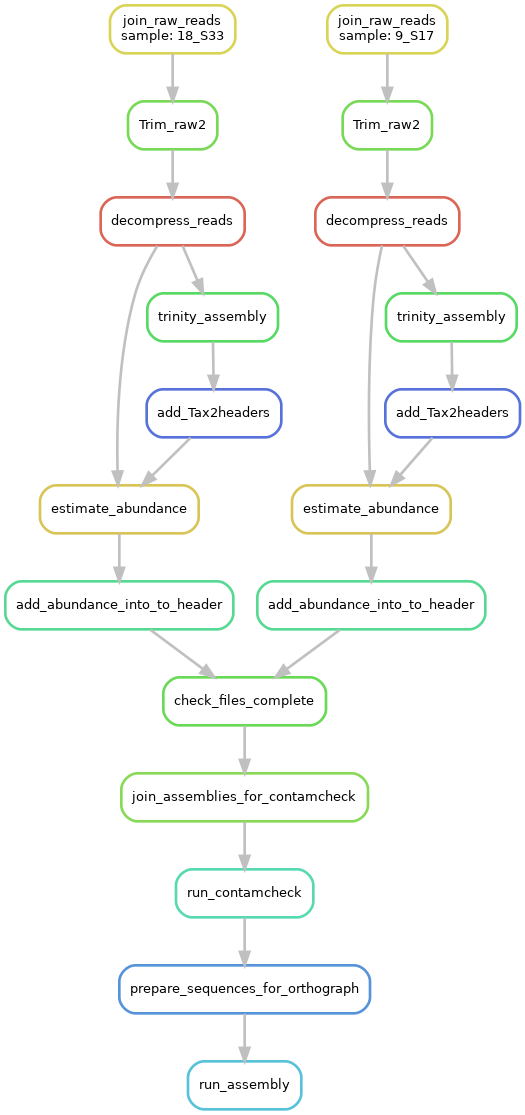 join_raw_reads
sample: 18_S33
join_raw_reads
sample: 9_S17
Trim_raw2
Trim_raw2
decompress_reads
decompress_reads
trinity_assembly
trinity_assembly
add_Tax2headers
add_Tax2headers
estimate_abundance
estimate_abundance
add_abundance_into_to_header
add_abundance_into_to_header
check_files_complete
join_assemblies_for_contamcheck
run_contamcheck
prepare_sequences_for_orthograph
run_assembly